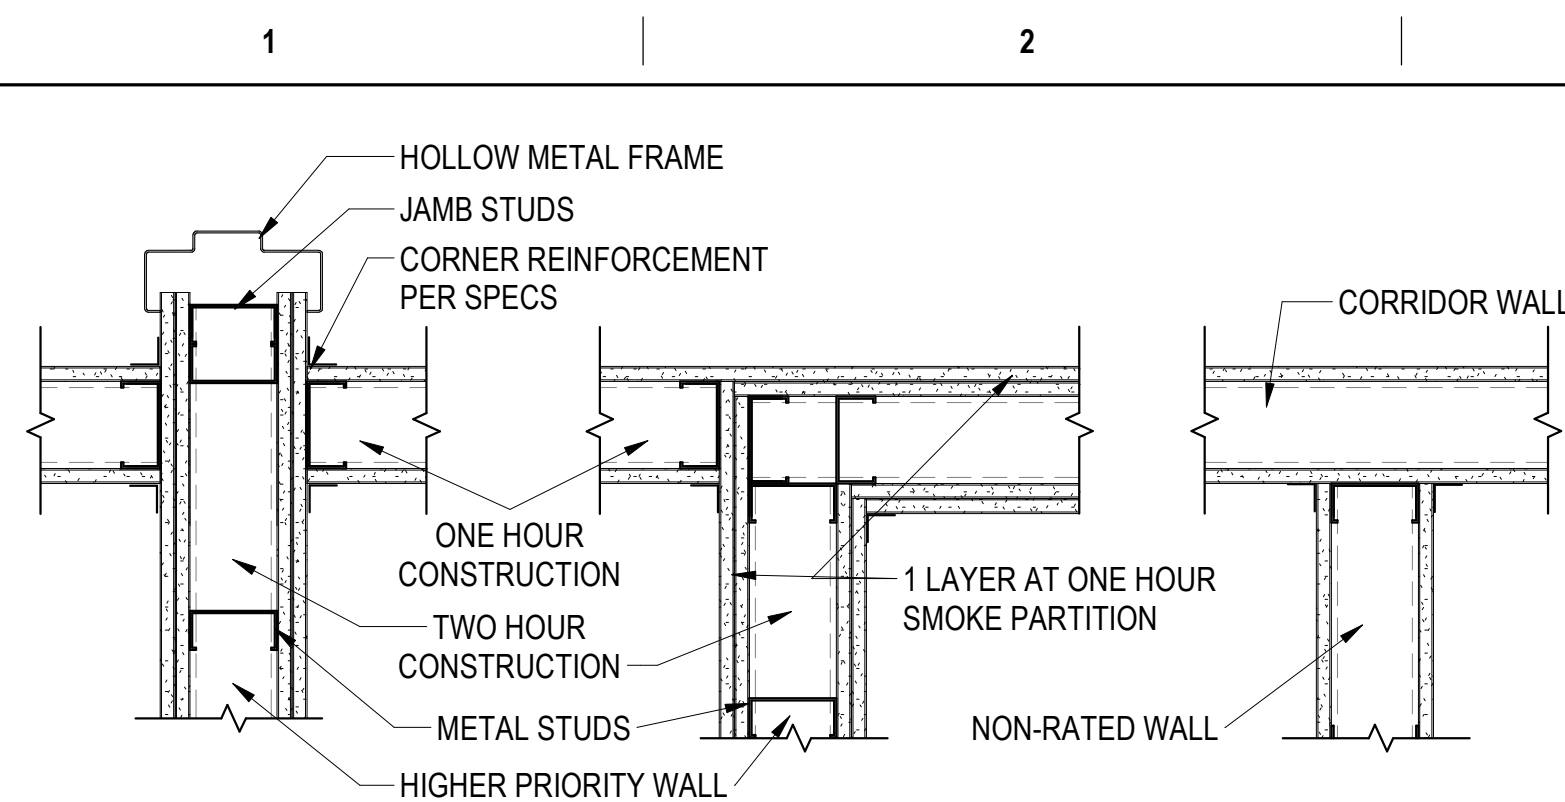 1
2
HOLLOW METAL FRAME
JAMB STUDS
CORNER REINFORCEMENT
PER SPECS
CORRIDOR WALL
ONE HOUR
CONSTRUCTION
1 LAYER AT ONE HOUR
SMOKE PARTITION
TWO HOUR
CONSTRUCTION
METAL STUDS
NON-RATED WALL
HIGHER PRIORITY WALL